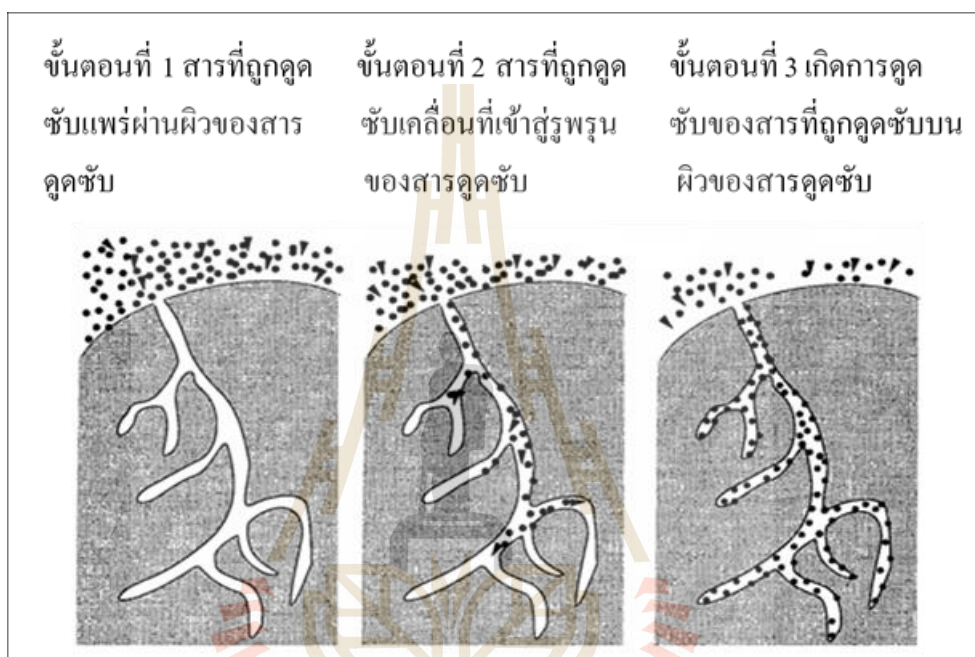 ขั้นตอนที่ 1 สารที่ถูกดูด
ซับแพร่ผ่านผิวของสาร
ดูดซับ
ขั้นตอนที่ 2 สารที่ถูกดูด
ซับเคลื่อนที่เข้าสู่รูพรุน
ของสารดูดซับ
ขั้นตอนที่ 3 เกิดการดูด
ซับของสารที่ถูกดูดซับบน
ผิวของสารดูดซับ